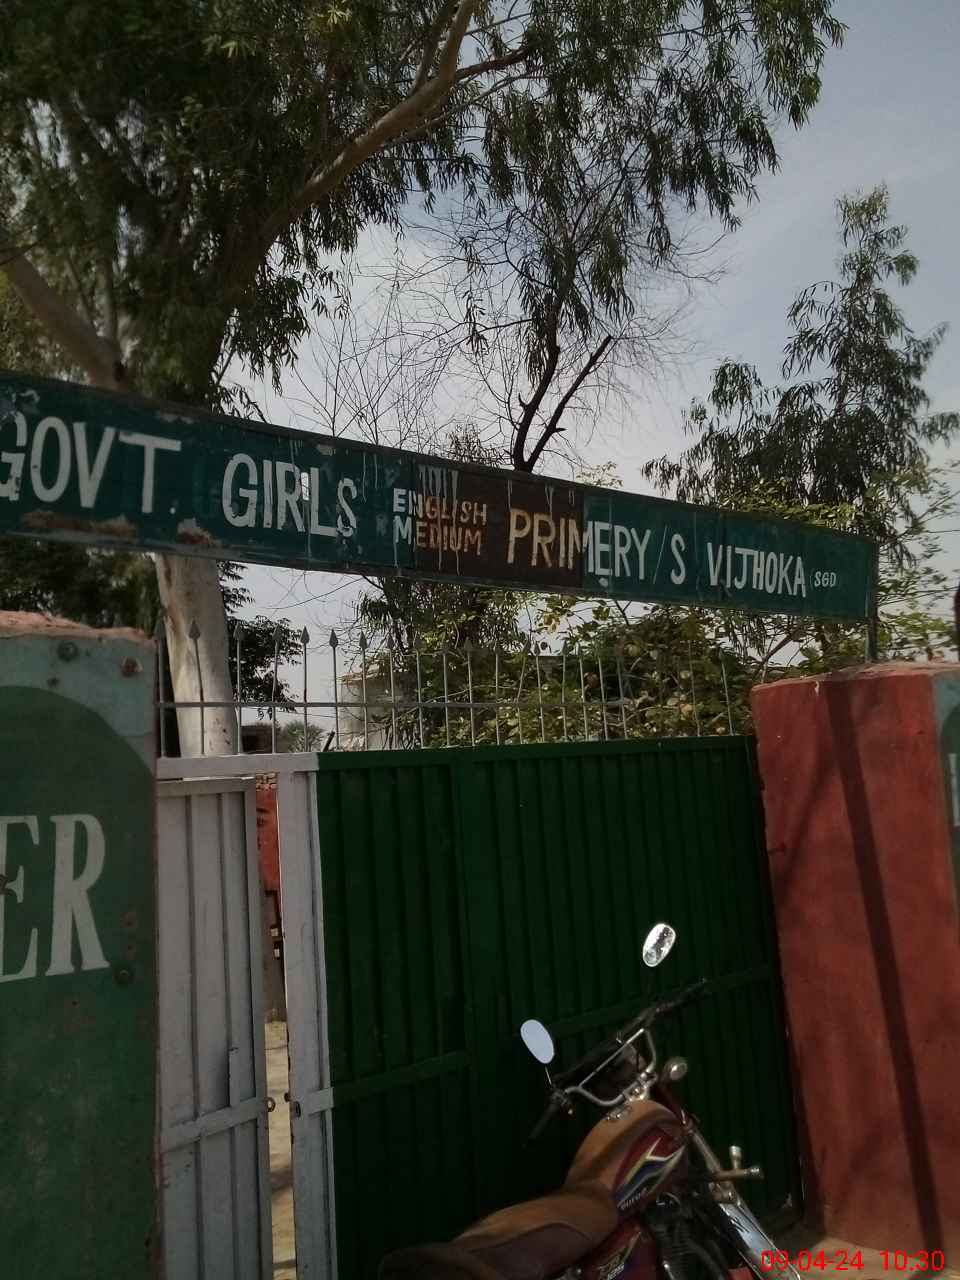 GOVT. GIRLS ENGLISH MEDIUM PRIMERY/S VIJHOKA SGD
ER
09-04-24 10:30